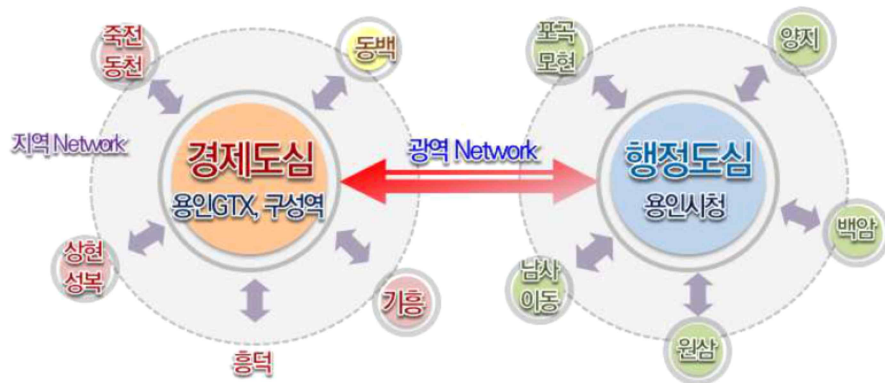 죽전
동천
동백
지역 Network
경제도심
용인GTX, 구성역
상현
성복
흥덕
기흥
광역 Network
포곡
모현
양지
행정도심
용인시청
백암
남사
이동
원삼